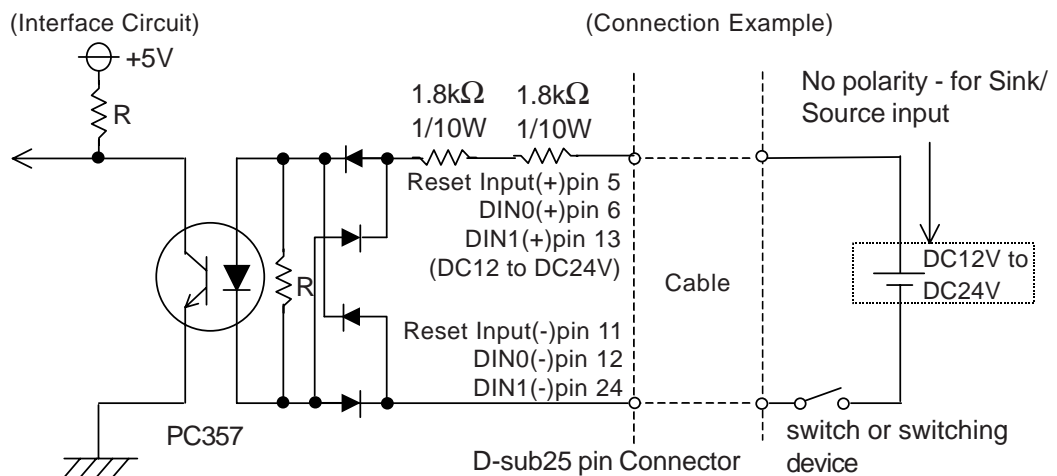 (Interface Circuit)
(Connection Example)
+5V
R
1.8kΩ 1.8kΩ
1/10W 1/10W
No polarity - for Sink/
Source input
Reset Input(+)pin 5
DIN0(+)pin 6
DIN1(+)pin 13
(DC12 to DC24V)
R
Cable
DC12V to
DC24V
Reset Input(-)pin 11
DIN0(-)pin 12
DIN1(-)pin 24
PC357
D-sub25 pin Connector
switch or switching
device